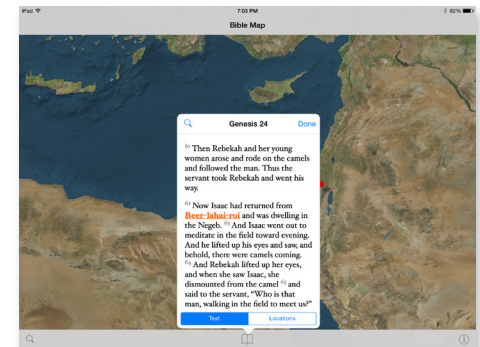 iPad 7:03 PM 82%
Bible Map
Genesis 24 Done
61 Then Rebekah and her young
women arose and rode on the camels
and followed the man. Thus the
servant took Rebekah and went his
way.
62 Now Isaac had returned from
Beer-lahai-roi and was dwelling in
the Negeb. 63 And Isaac went out to
meditate in the field toward evening.
And he lifted up his eyes and saw, and
behold, there were camels coming.
64 And Rebekah lifted up her eyes,
and when she saw Isaac, she
dismounted from the camel 65 and
said to the servant, “Who is that
man, walking in the field to meet us?”
Text Locations